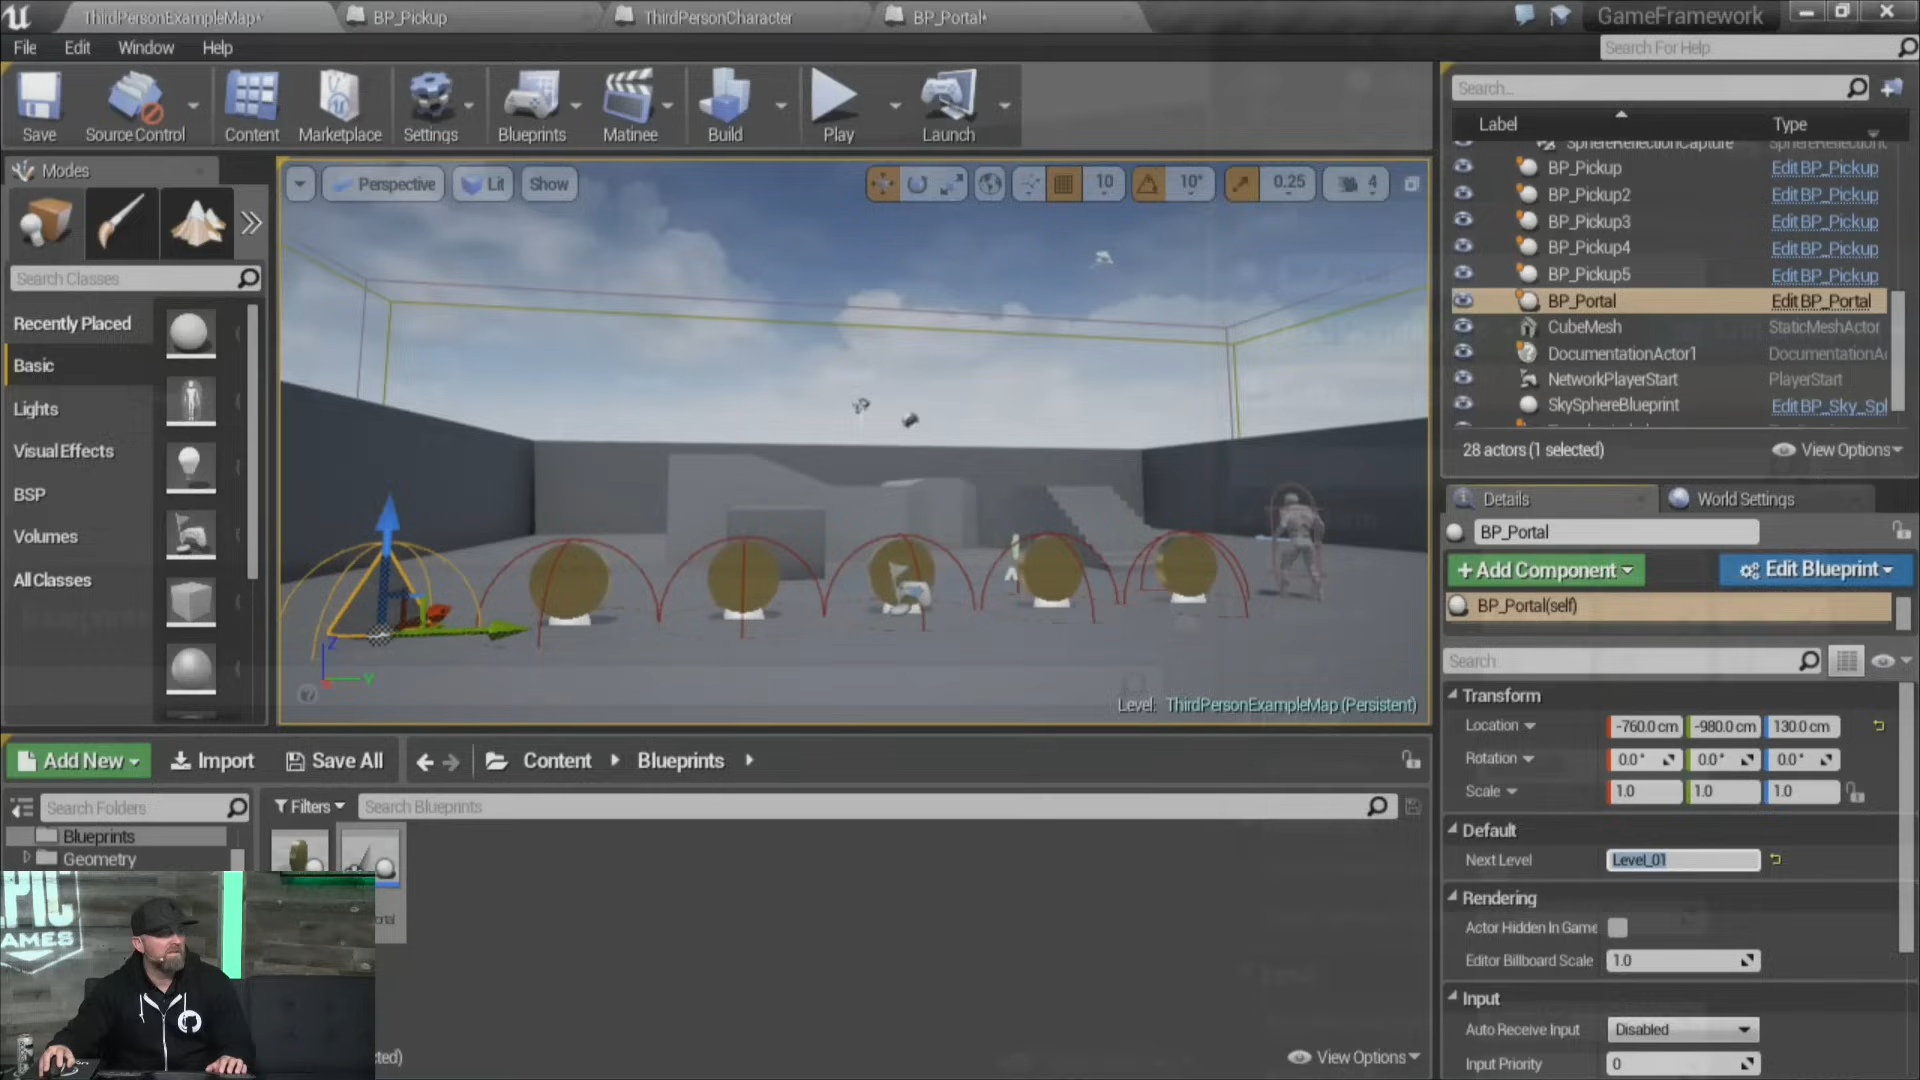 ThirdPersonExampleMap*
BP_Pickup
ThirdPersonCharacter
BP_Portal*
GameFramework
File
Edit
Window
Help
Search For Help
Save
Source Control
Content
Marketplace
Settings
Blueprints
Matinee
Build
Play
Launch
Modes
Search Classes
Recently Placed
Basic
Lights
Visual Effects
BSP
Volumes
All Classes
Perspective
Lit
Show
10
10°
0.25
4
Z
Y
Level: ThirdPersonExampleMap (Persistent)
Search...
Label
Type
SphereReflectionCapture
BP_Pickup
Edit BP_Pickup
BP_Pickup2
Edit BP_Pickup
BP_Pickup3
Edit BP_Pickup
BP_Pickup4
Edit BP_Pickup
BP_Pickup5
Edit BP_Pickup
BP_Portal
Edit BP_Portal
CubeMesh
StaticMeshActor
DocumentationActor1
DocumentationA
NetworkPlayerStart
PlayerStart
SkySphereBlueprint
Edit BP_Sky_Sp
28 actors (1 selected)
View Options
Details
World Settings
BP_Portal
+ Add Component
Edit Blueprint
BP_Portal(self)
Search
Transform
Location
-760.0 cm
-980.0 cm
130.0 cm
Rotation
0.0°
0.0°
0.0°
Scale
1.0
1.0
1.0
Default
Next Level
Level_01
Rendering
Actor Hidden In Game
Editor Billboard Scale
1.0
Input
Auto Receive Input
Disabled
Input Priority
0
Add New
Import
Save All
Content
Blueprints
Search Folders
Filters
Search Blueprints
Blueprints
Geometry
View Options
EPIC
GAMES